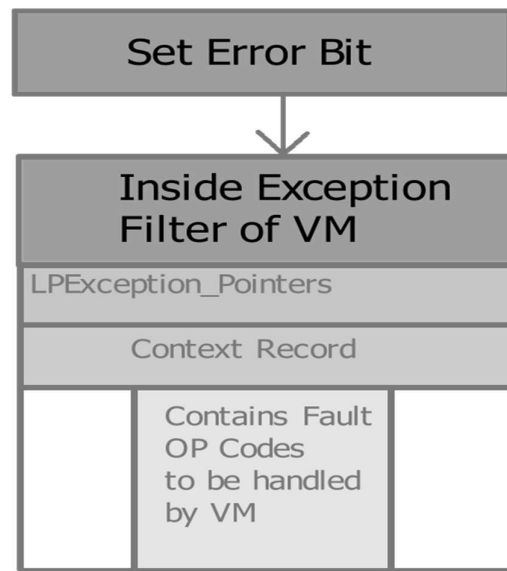 Set Error Bit
Inside Exception
Filter of VM
LPException_Pointers
Context Record
Contains Fault
OP Codes
to be handled
by VM